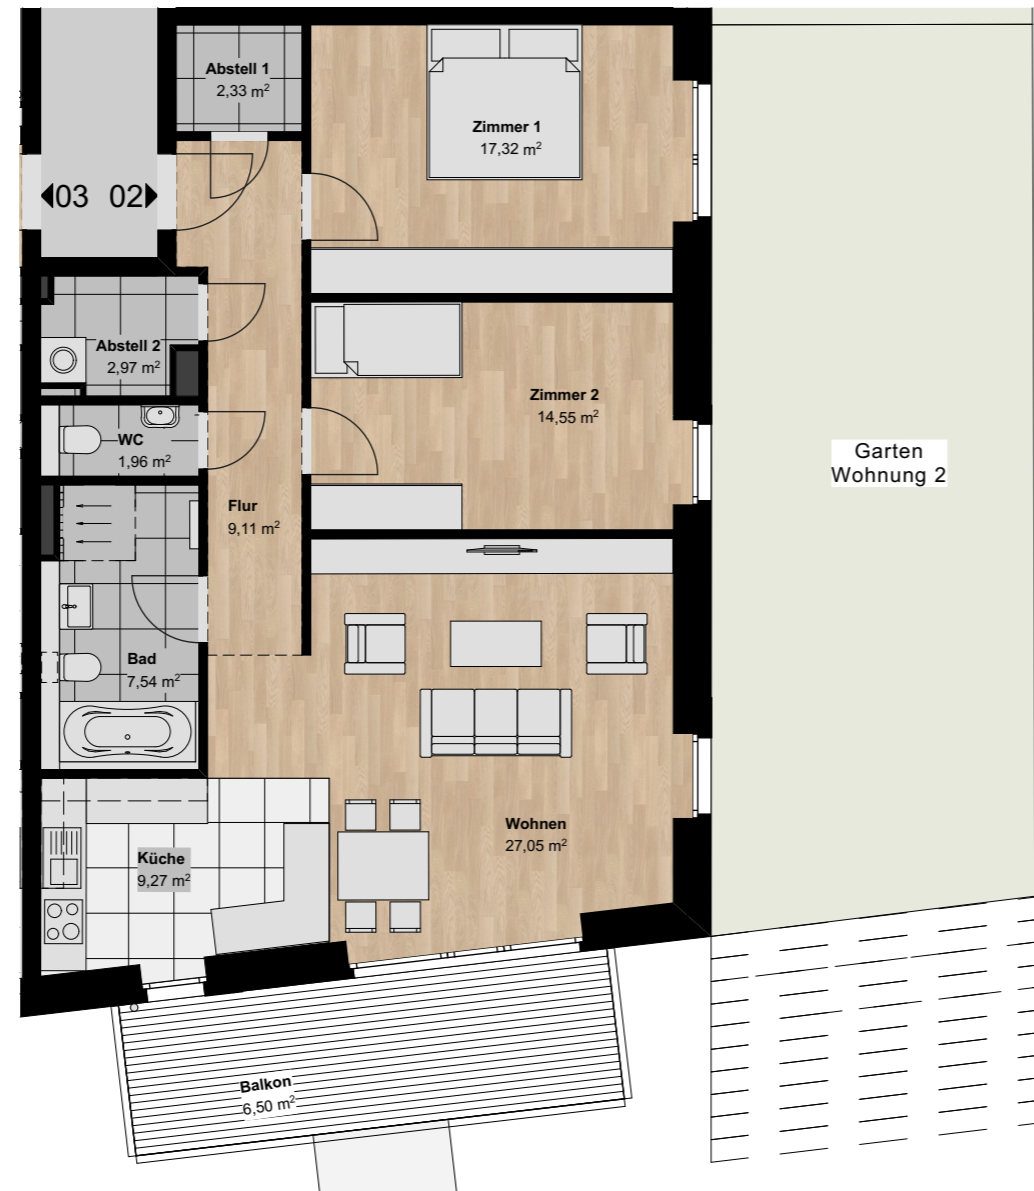 Abstell 1
2,33 m²
Zimmer 1
17,32 m²
03 02
Abstell 2
2,97 m²
Zimmer 2
14,55 m²
WC
1,96 m²
Garten
Wohnung 2
Flur
9,11 m²
Bad
7,54 m²
Wohnen
27,05 m²
Küche
9,27 m²
Balkon
6,50 m²